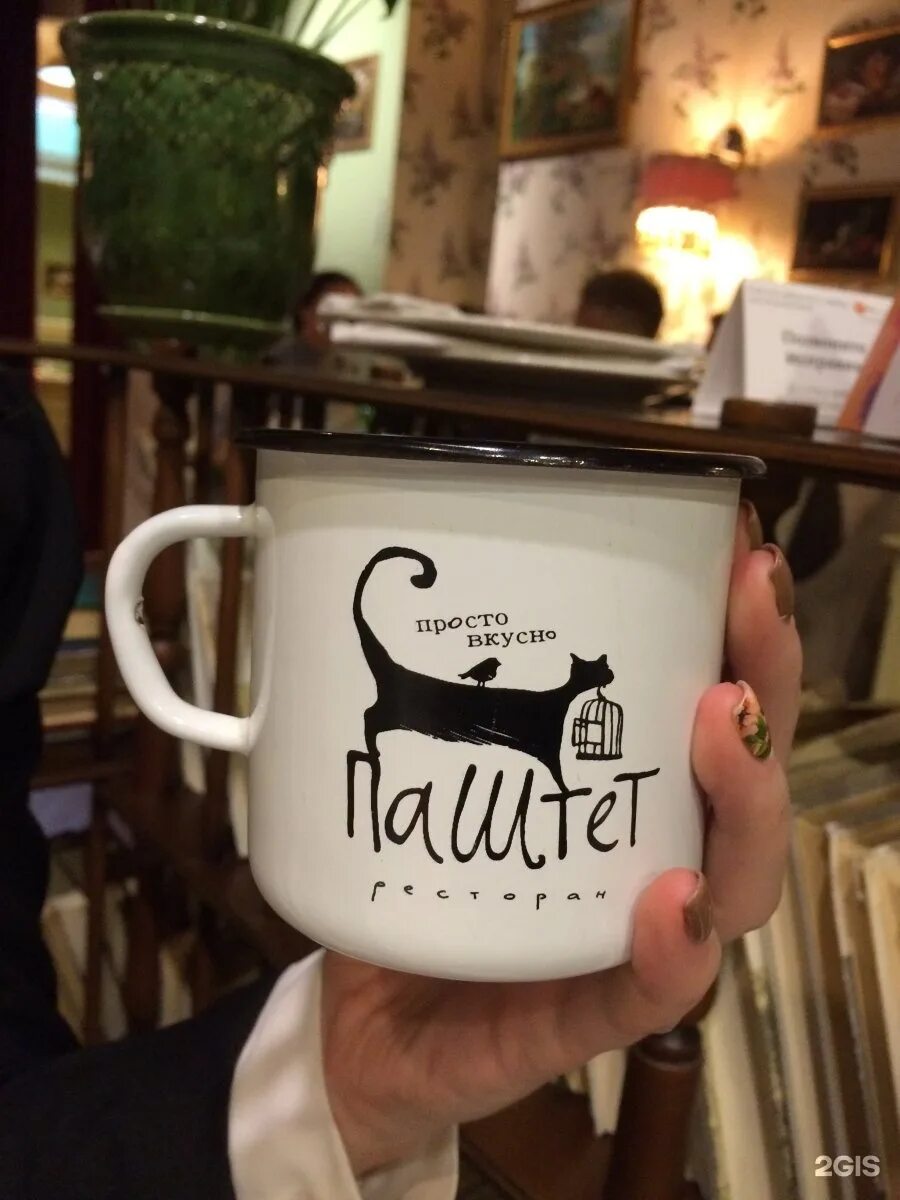 просто
вкусно
паштет
ресторан
2GIS